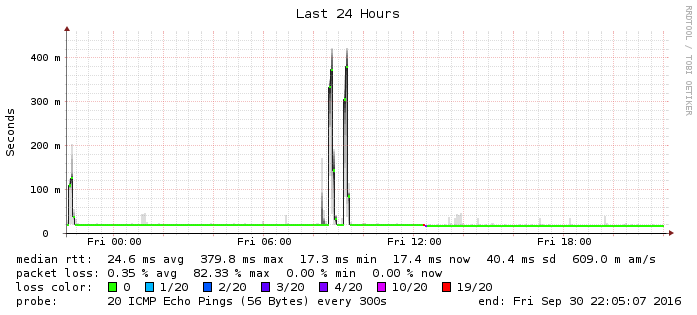 Last 24 Hours
RRDTOOL / TOBI OETIKER
Seconds
400 m
300 m
200 m
100 m
0
Fri 00:00 Fri 06:00 Fri 12:00 Fri 18:00
median rtt: 24.6 ms avg 379.8 ms max 17.3 ms min 17.4 ms now 40.4 ms sd 609.0 m am/s
packet loss: 0.35 % avg 82.33 % max 0.00 % min 0.00 % now
loss color: 0 1/20 2/20 3/20 4/20 10/20 19/20
probe: 20 ICMP Echo Pings (56 Bytes) every 300s end: Fri Sep 30 22:05:07 2016